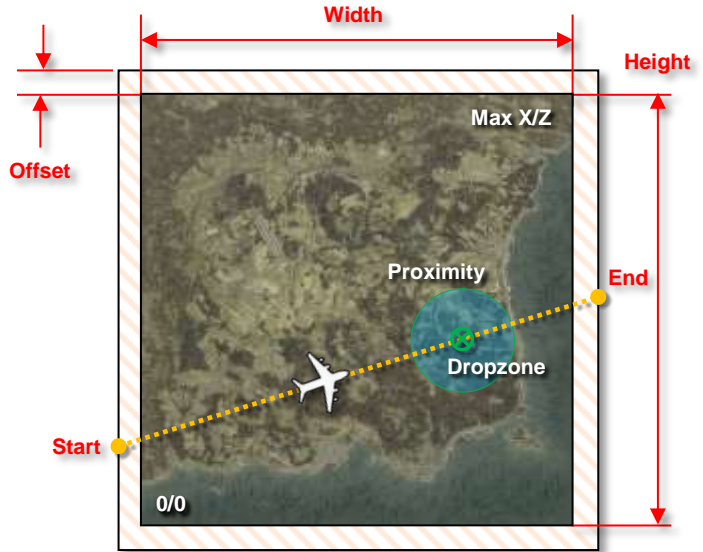 Width
Height
Max X/Z
Offset
Proximity
End
Dropzone
Start
0/0